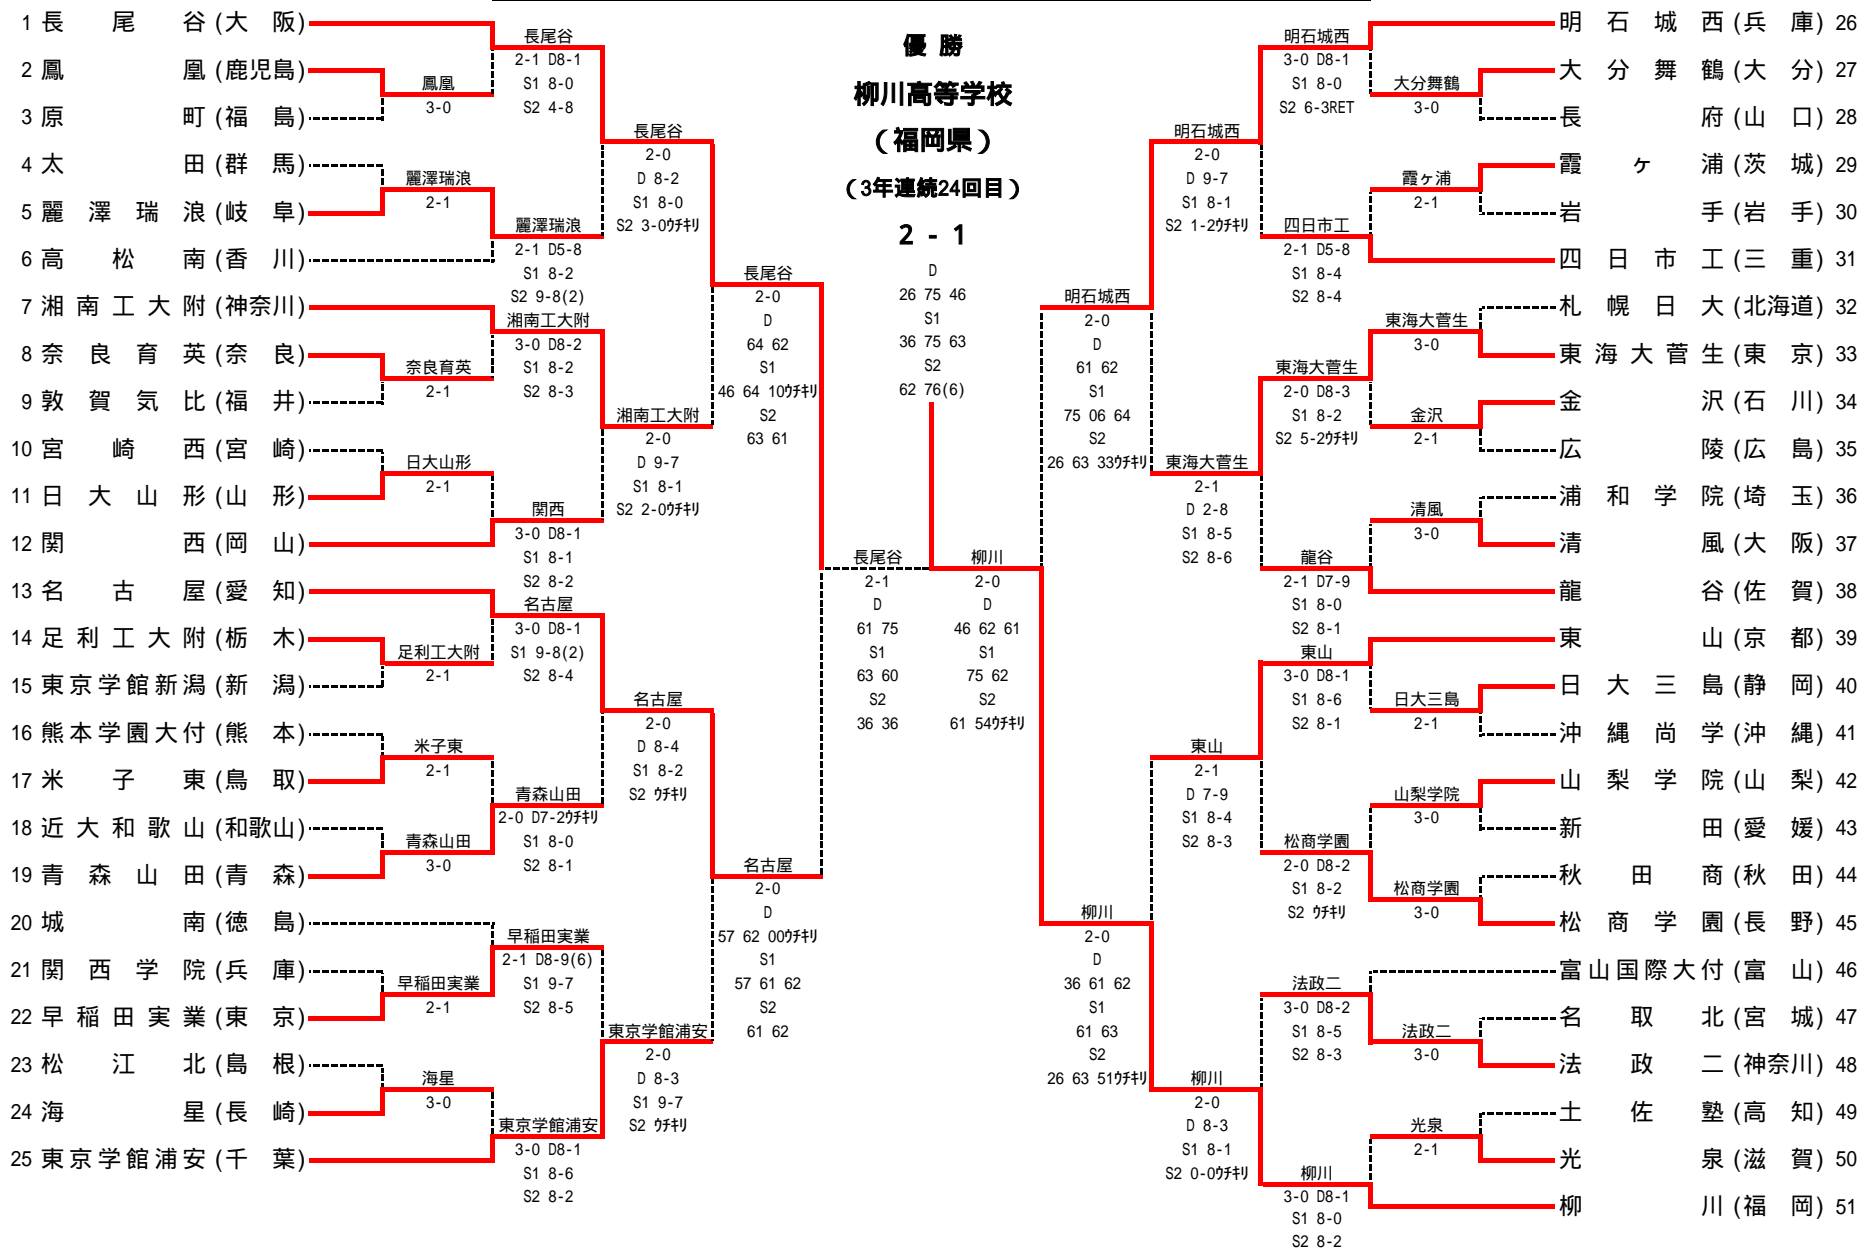 1 長尾谷(大阪)
2 鳳凰(鹿児島)
3 原町(福島)
4 太田(群馬)
5 麗澤瑞浪(岐阜)
6 高松南(香川)
7 湘南工大附(神奈川)
8 奈良育英(奈良)
9 敦賀気比(福井)
10 宮崎西(宮崎)
11 日大山形(山形)
12 関西(岡山)
13 名古屋(愛知)
14 足利工大附(栃木)
15 東京学館新潟(新潟)
16 熊本学園大付(熊本)
17 米子東(鳥取)
18 近大和歌山(和歌山)
19 青森山田(青森)
20 城南(徳島)
21 関西学院(兵庫)
22 早稲田実業(東京)
23 松江北(島根)
24 海星(長崎)
25 東京学館浦安(千葉)
鳳凰
3-0
麗澤瑞浪
2-1
奈良育英
2-1
日大山形
2-1
足利工大附
2-1
米子東
2-1
青森山田
3-0
早稲田実業
2-1
海星
3-0
長尾谷
2-1 D8-1
S1 8-0
S2 4-8
麗澤瑞浪
2-1 D5-8
S1 8-2
S2 9-8(2)
湘南工大附
3-0 D8-2
S1 8-2
S2 8-3
関西
3-0 D8-1
S1 8-1
S2 8-2
名古屋
3-0 D8-1
S1 9-8(2)
S2 8-4
青森山田
2-0 D7-2ウチキリ
S1 8-0
S2 8-1
早稲田実業
2-1 D8-9(6)
S1 9-7
S2 8-5
東京学館浦安
3-0 D8-1
S1 8-6
S2 8-2
長尾谷
2-0
D 8-2
S1 8-0
S2 3-0ウチキリ
湘南工大附
2-0
D 9-7
S1 8-1
S2 2-0ウチキリ
名古屋
2-0
D 8-4
S1 8-2
S2 ウチキリ
東京学館浦安
2-0
D 8-3
S1 9-7
S2 ウチキリ
長尾谷
2-0
D
64 62
S1
46 64 10ウチキリ
S2
63 61
名古屋
2-0
D
57 62 00ウチキリ
S1
57 61 62
S2
61 62
長尾谷
2-1
D
61 75
S1
63 60
S2
36 36
優勝
柳川高等学校
(福岡県)
(3年連続24回目)
2 - 1
D
26 75 46
S1
36 75 63
S2
62 76(6)
柳川
2-0
D
46 62 61
S1
75 62
S2
61 54ウチキリ
明石城西
2-0
D
61 62
S1
75 06 64
S2
26 63 33ウチキリ
柳川
2-0
D
36 61 62
S1
61 63
S2
26 63 51ウチキリ
明石城西
2-0
D 9-7
S1 8-1
S2 1-2ウチキリ
東海大菅生
2-1
D 2-8
S1 8-5
S2 8-6
東山
2-1
D 7-9
S1 8-4
S2 8-3
柳川
2-0
D 8-3
S1 8-1
S2 0-0ウチキリ
明石城西
3-0 D8-1
S1 8-0
S2 6-3RET
四日市工
2-1 D5-8
S1 8-4
S2 8-4
東海大菅生
2-0 D8-3
S1 8-2
S2 5-2ウチキリ
龍谷
2-1 D7-9
S1 8-0
S2 8-1
東山
3-0 D8-1
S1 8-6
S2 8-1
松商学園
2-0 D8-2
S1 8-2
S2 ウチキリ
法政二
3-0 D8-2
S1 8-5
S2 8-3
柳川
3-0 D8-1
S1 8-0
S2 8-2
大分舞鶴
3-0
霞ヶ浦
2-1
東海大菅生
3-0
金沢
2-1
清風
3-0
日大三島
2-1
山梨学院
3-0
松商学園
3-0
法政二
3-0
光泉
2-1
明石城西(兵庫) 26
大分舞鶴(大分) 27
長府(山口) 28
霞ヶ浦(茨城) 29
岩手(岩手) 30
四日市工(三重) 31
札幌日大(北海道) 32
東海大菅生(東京) 33
金沢(石川) 34
広陵(広島) 35
浦和学院(埼玉) 36
清風(大阪) 37
龍谷(佐賀) 38
東山(京都) 39
日大三島(静岡) 40
沖縄尚学(沖縄) 41
山梨学院(山梨) 42
新田(愛媛) 43
秋田商(秋田) 44
松商学園(長野) 45
富山国際大付(富山) 46
名取北(宮城) 47
法政二(神奈川) 48
土佐塾(高知) 49
光泉(滋賀) 50
柳川(福岡) 51